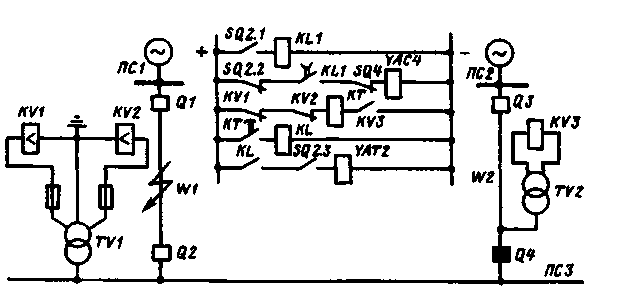 SQ2.1 KL1
+ YAC4 -
ПС1 SQ2.2 KL1 SQ4 ПС2
KV1 KV2 Q1 KV1 KV2 KT Q3
KT KL KV3 KV3
KL SQ2.3 YAT2
W1 W2 TV2
TV1 Q2 Q4
ПС3